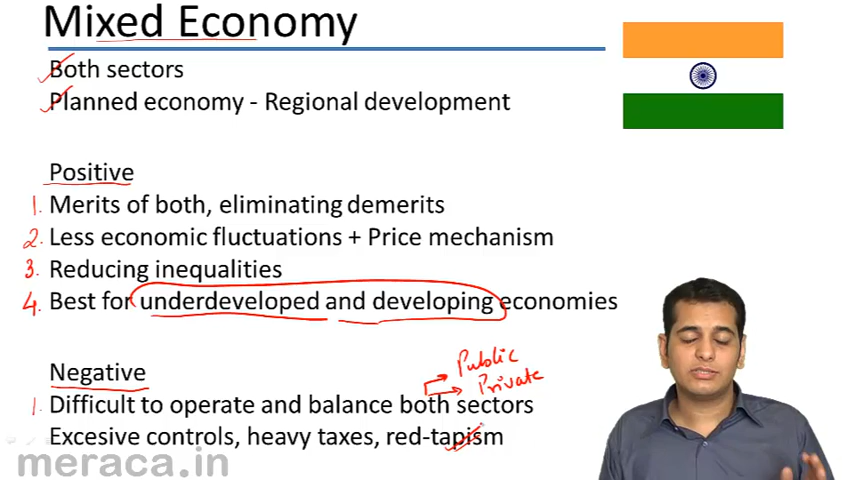 Mixed Economy
Both sectors
Planned economy - Regional development
Positive
1. Merits of both, eliminating demerits
2. Less economic fluctuations + Price mechanism
3. Reducing inequalities
4. Best for underdeveloped and developing economies
Negative
Public
Private
1. Difficult to operate and balance both sectors
Excesive controls, heavy taxes, red-tapism
meraca.in